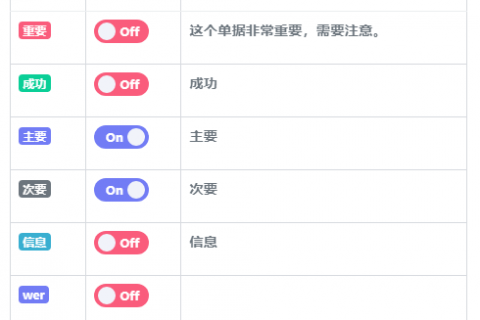 重要 Off 这个单据非常重要，需要注意。
成功 Off 成功
主要 On 主要
次要 On 次要
信息 Off 信息
wer Off